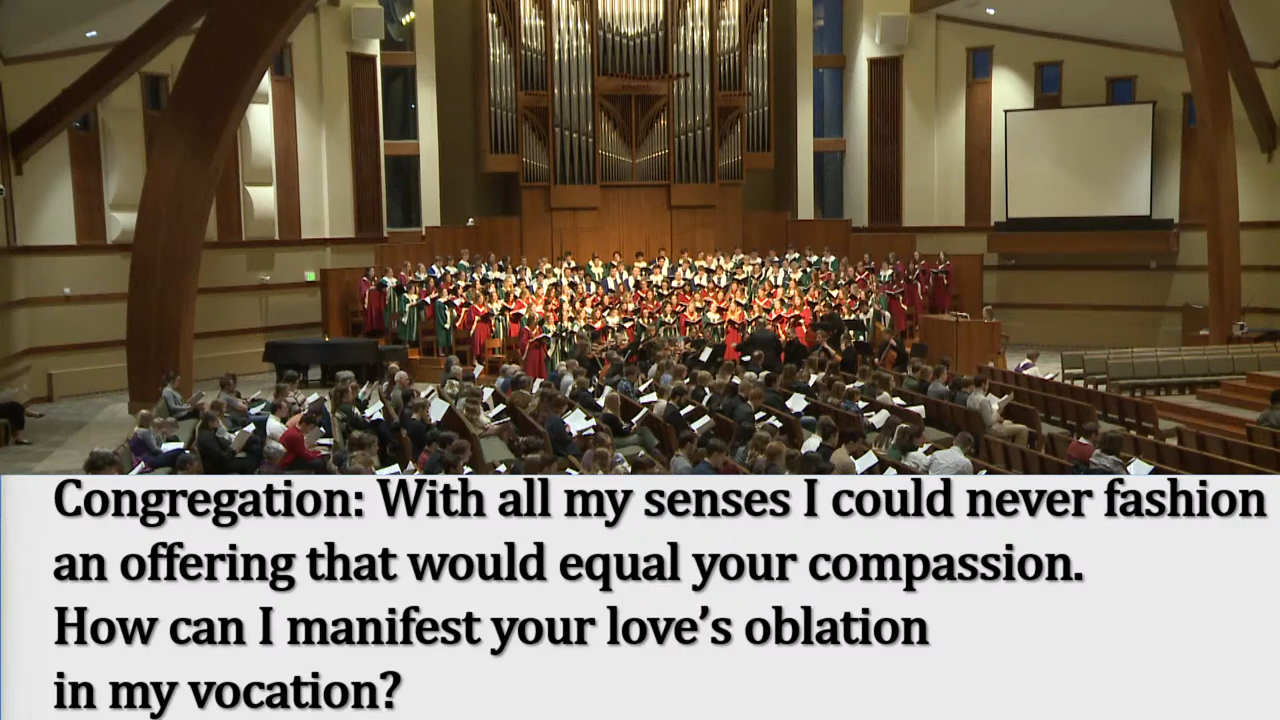 Congregation: With all my senses I could never fashion
an offering that would equal your compassion.
How can I manifest your love’s oblation
in my vocation?